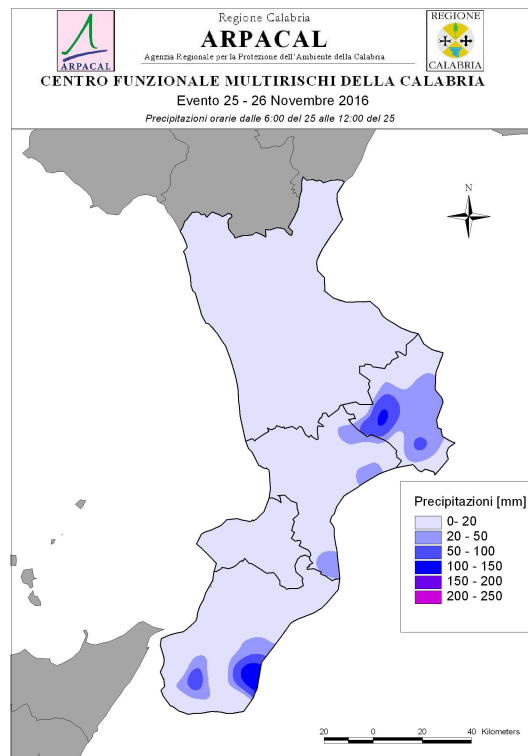 Regione Calabria
ARPACAL
Agenzia Regionale per la Protezione dell'Ambiente della Calabria
ARPACAL
REGIONE
CALABRIA
CENTRO FUNZIONALE MULTIRISCHI DELLA CALABRIA
Evento 25 - 26 Novembre 2016
Precipitazioni orarie dalle 6:00 del 25 alle 12:00 del 25
N
Precipitazioni [mm]
0- 20
20 - 50
50 - 100
100 - 150
150 - 200
200 - 250
20 0 20 40 Kilometers